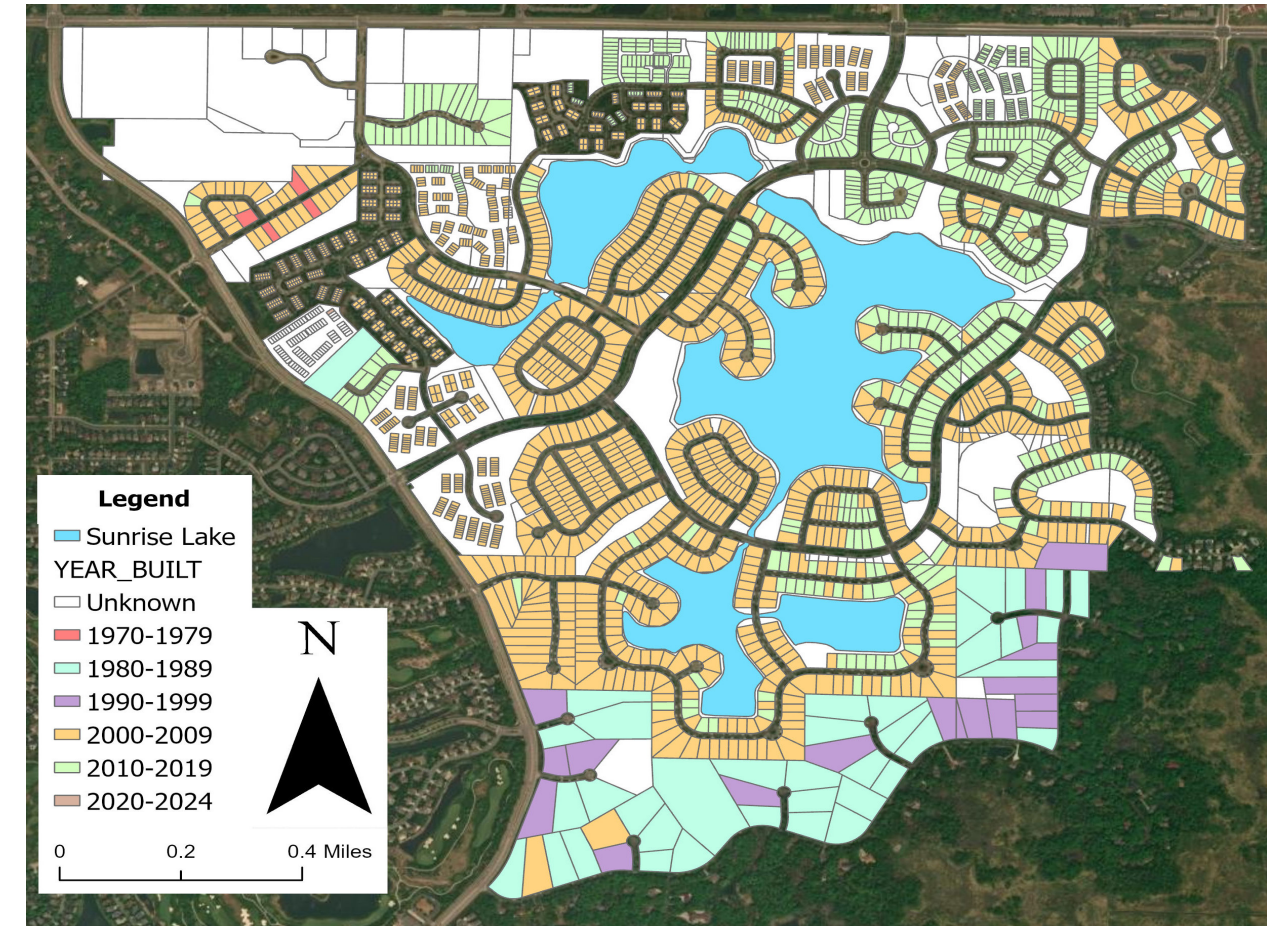 Legend
Sunrise Lake
YEAR_BUILT
Unknown
1970-1979
1980-1989
1990-1999
2000-2009
2010-2019
2020-2024
N
0 0.2 0.4 Miles